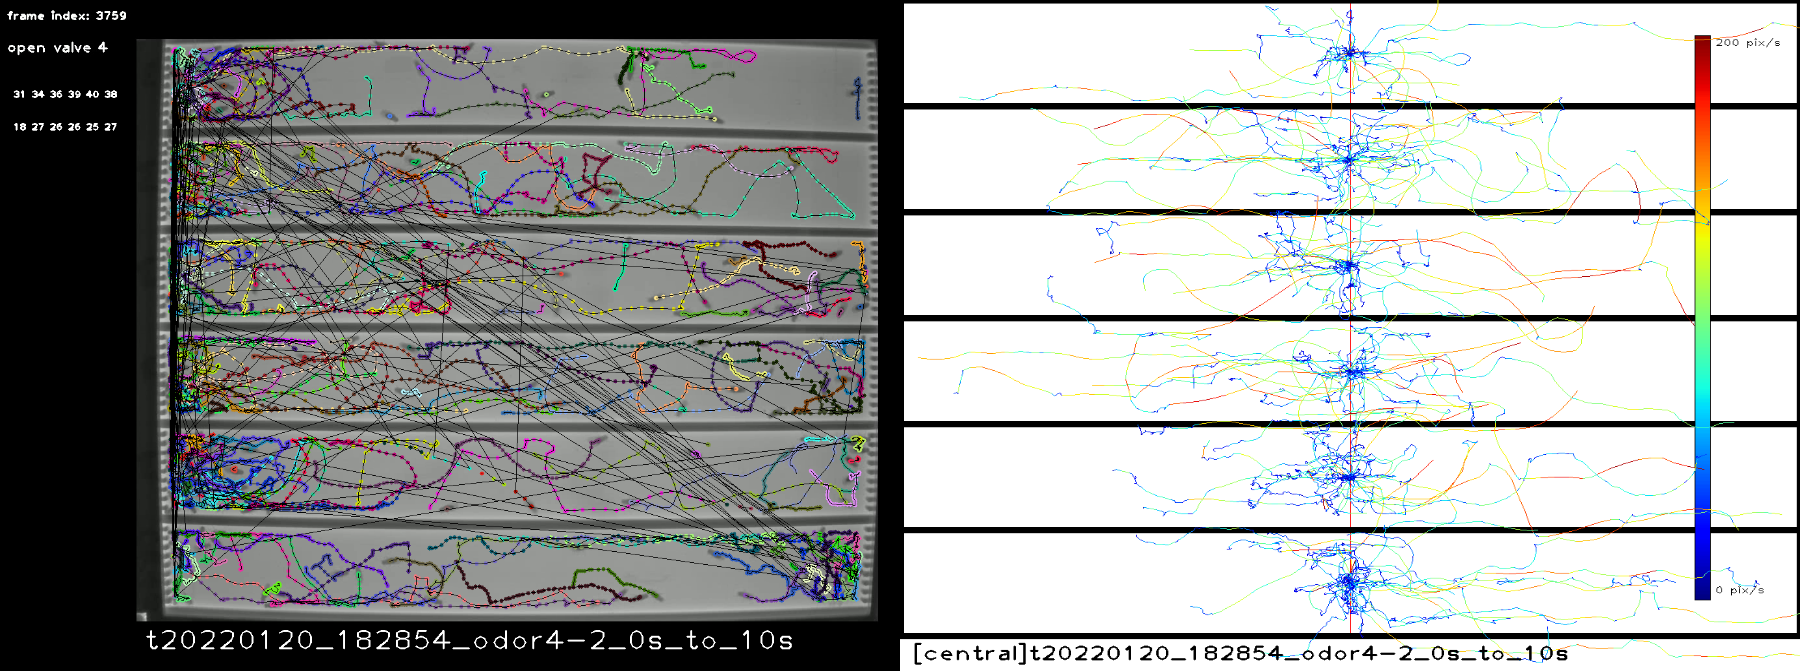 frame index: 3759
open valve 4
31 34 36 39 40 38
18 27 26 26 25 27
t20220120_182854_odor4-2_0s_to_10s
200 pix/s
0 pix/s
[central]t20220120_182854_odor4-2_0s_to_10s